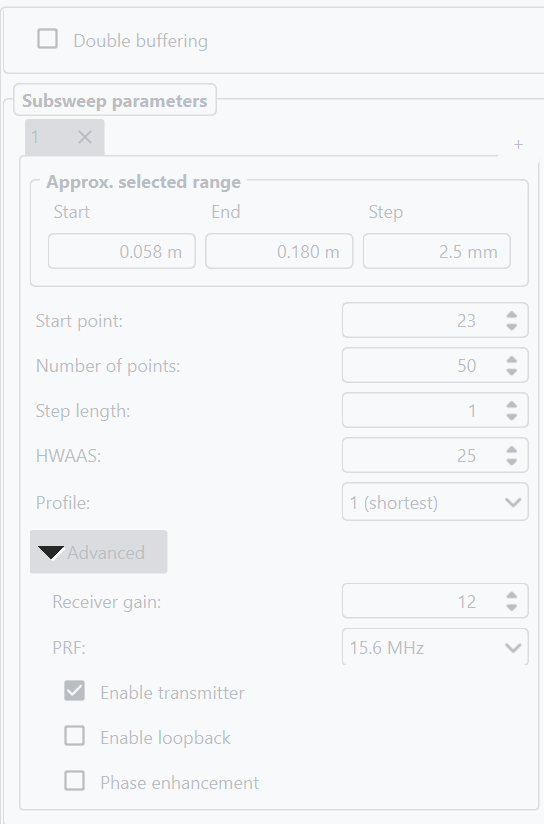 Double buffering
Subsweep parameters
1
+
Approx. selected range
Start End Step
0.058 m 0.180 m 2.5 mm
Start point: 23
Number of points: 50
Step length: 1
HWAAS: 25
Profile: 1 (shortest)
Advanced
Receiver gain: 12
PRF: 15.6 MHz
Enable transmitter
Enable loopback
Phase enhancement